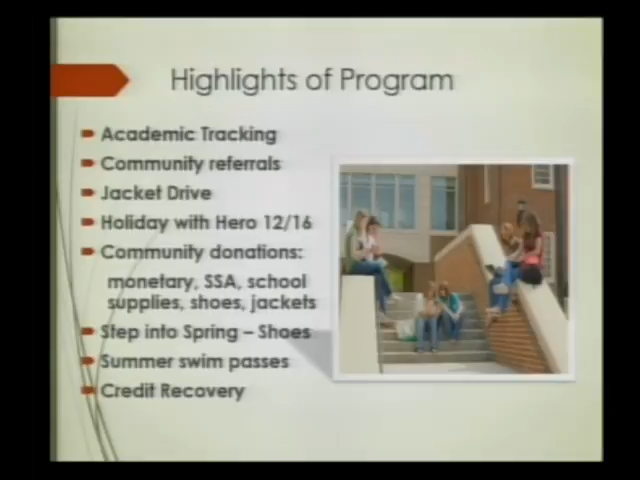 Highlights of Program
Academic Tracking
Community referrals
Jacket Drive
Holiday with Hero 12/16
Community donations:
monetary, SSA, school
supplies, shoes, jackets
Step into Spring – Shoes
Summer swim passes
Credit Recovery